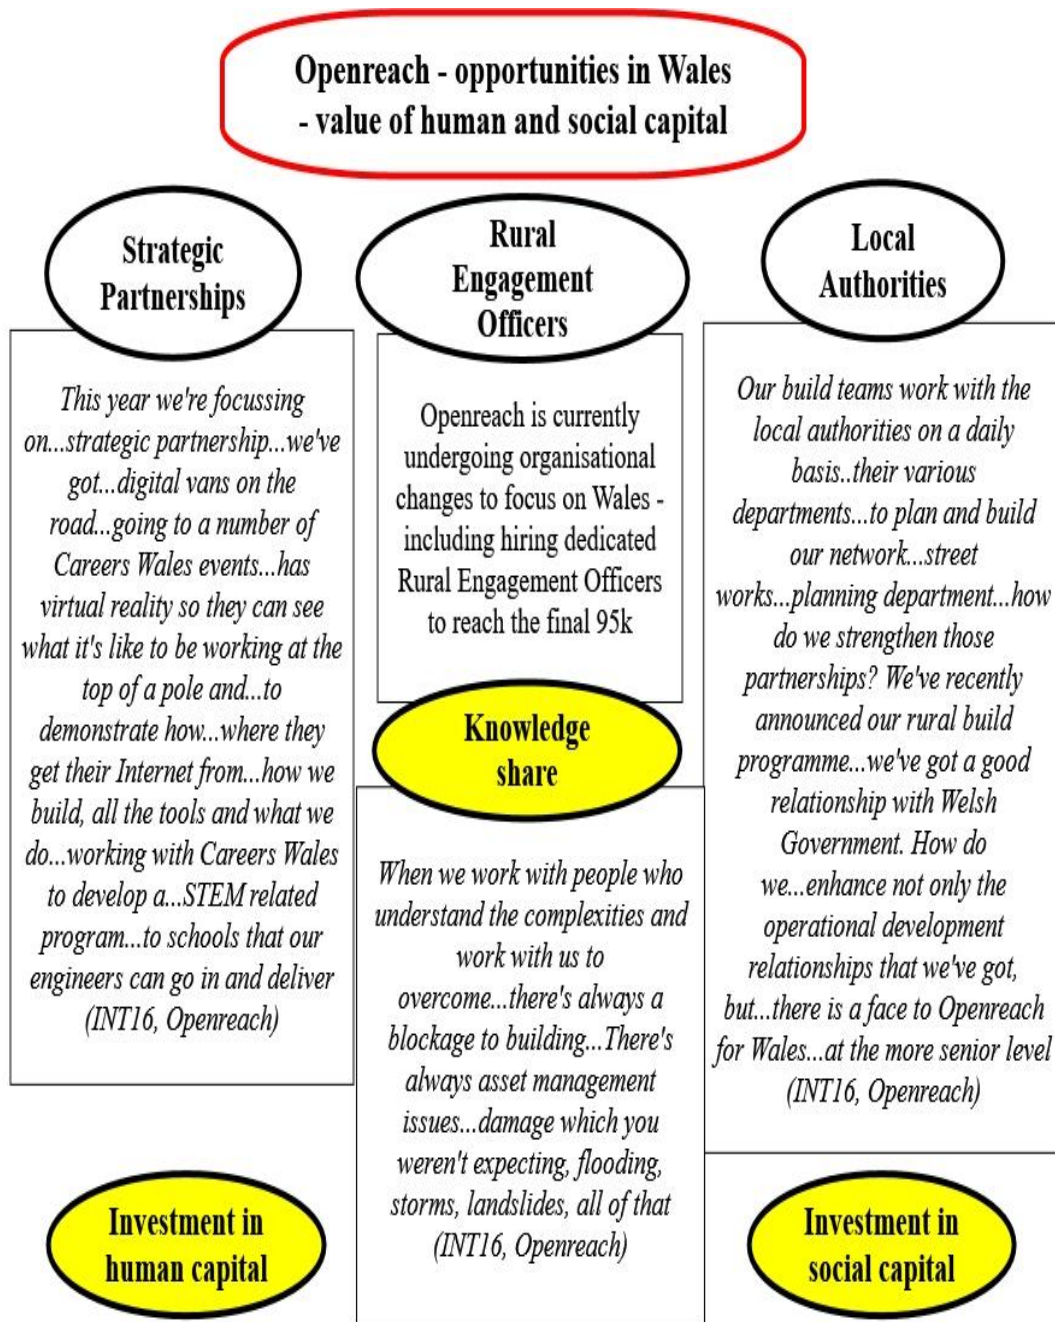 Openreach - opportunities in Wales
- value of human and social capital
Strategic
Partnerships
This year we're focussing
on...strategic partnership...we've
got...digital vans on the
road...going to a number of
Careers Wales events...has
virtual reality so they can see
what it's like to be working at the
top of a pole and...to
demonstrate how...where they
get their Internet from...how we
build, all the tools and what we
do...working with Careers Wales
to develop a...STEM related
program...to schools that our
engineers can go in and deliver
(INT16, Openreach)
Investment in
human capital
Rural
Engagement
Officers
Openreach is currently
undergoing organisational
changes to focus on Wales -
including hiring dedicated
Rural Engagement Officers
to reach the final 95k
Knowledge
share
When we work with people who
understand the complexities and
work with us to
overcome...there's always a
blockage to building...There's
always asset management
issues...damage which you
weren't expecting, flooding,
storms, landslides, all of that
(INT16, Openreach)
Local
Authorities
Our build teams work with the
local authorities on a daily
basis..their various
departments...to plan and build
our network...street
works...planning department...how
do we strengthen those
partnerships? We've recently
announced our rural build
programme...we've got a good
relationship with Welsh
Government. How do
we...enhance not only the
operational development
relationships that we've got,
but...there is a face to Openreach
for Wales...at the more senior level
(INT16, Openreach)
Investment in
social capital